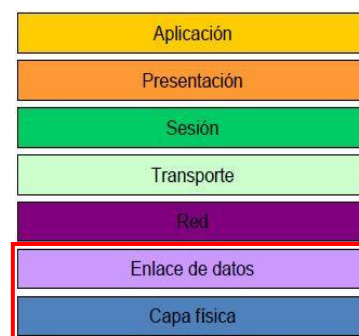 Aplicación
Presentación
Sesión
Transporte
Red
Enlace de datos
Capa física